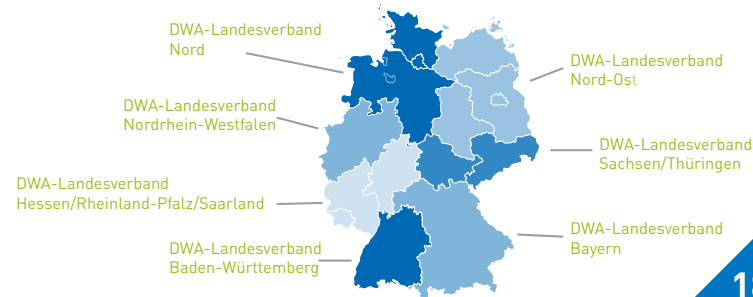 DWA-Landesverband
Nord
DWA-Landesverband
Nord-Ost
DWA-Landesverband
Nordrhein-Westfalen
DWA-Landesverband
Sachsen/Thüringen
DWA-Landesverband
Hessen/Rheinland-Pfalz/Saarland
DWA-Landesverband
Bayern
DWA-Landesverband
Baden-Württemberg